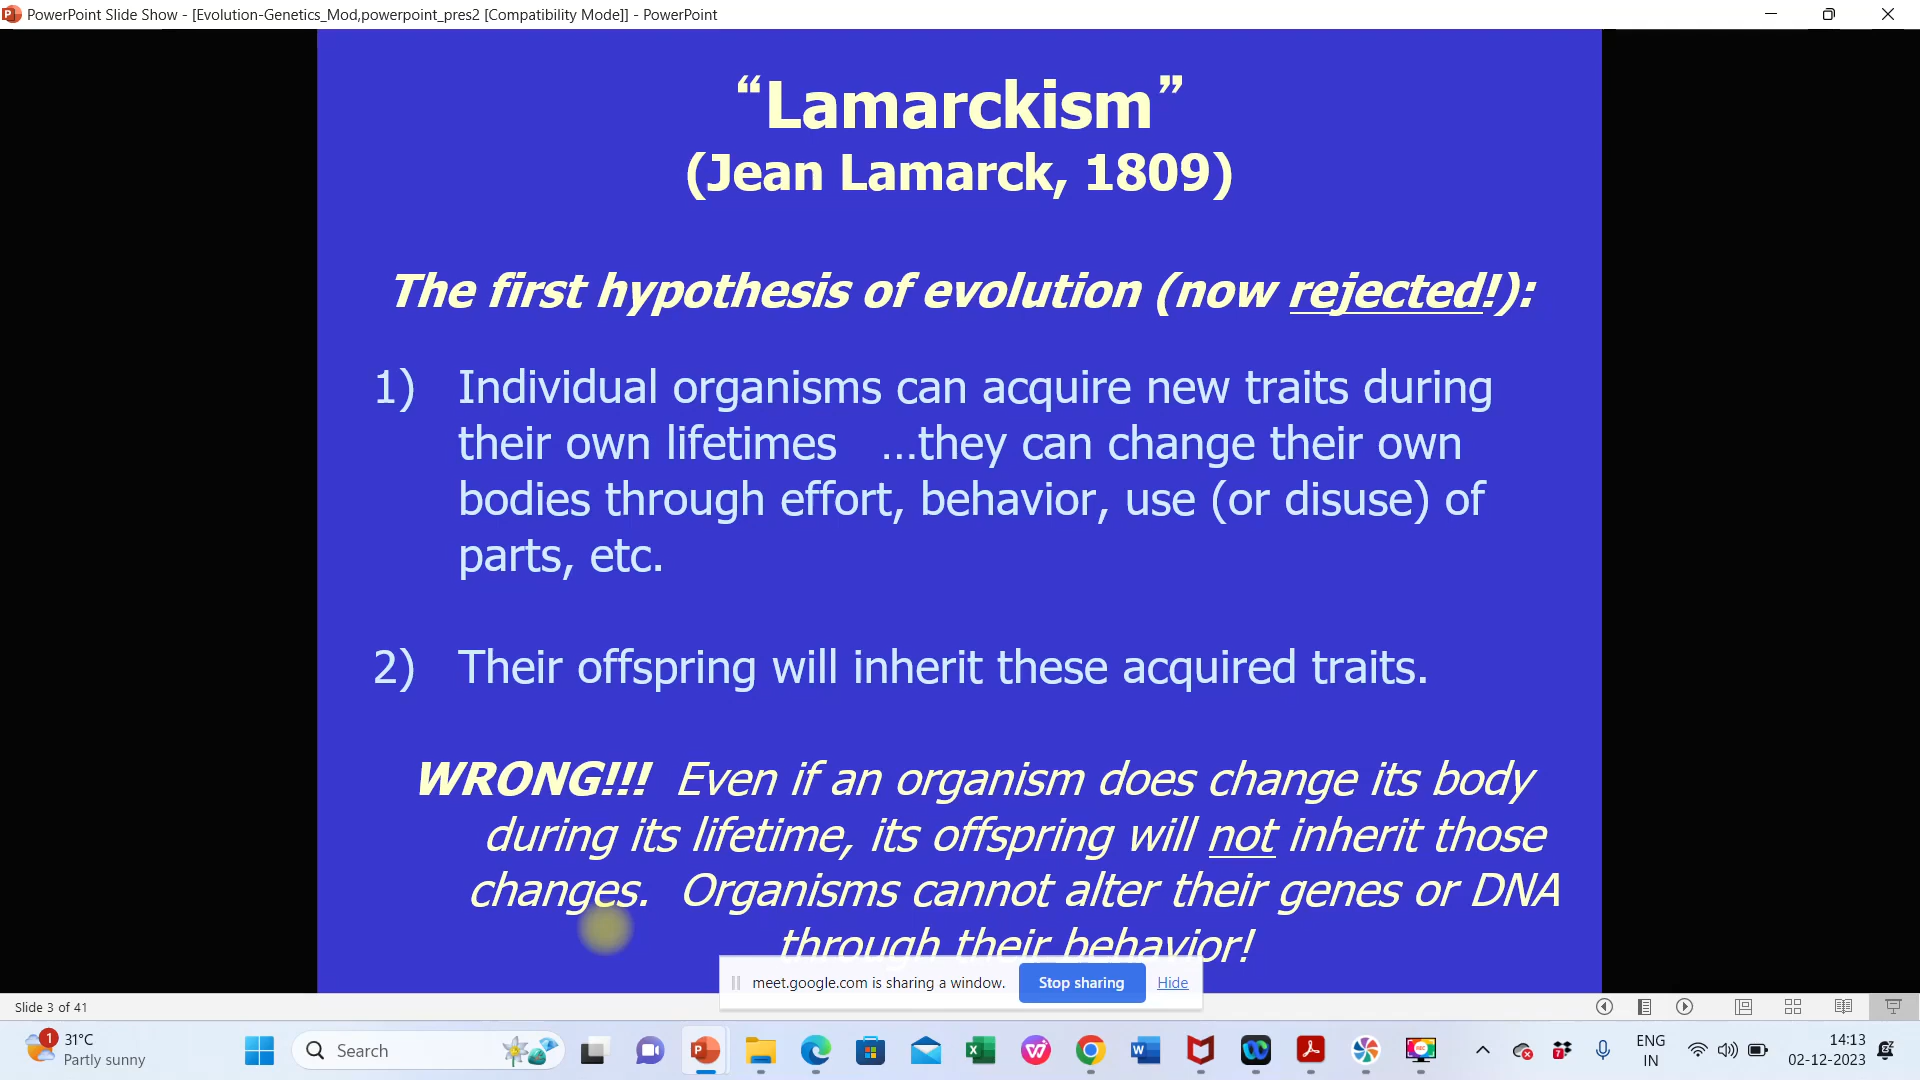 PowerPoint Slide Show - [Evolution-Genetics_Mod,powerpoint_pres2 [Compatibility Mode]] - PowerPoint
“Lamarckism”
(Jean Lamarck, 1809)
The first hypothesis of evolution (now rejected!):
1) Individual organisms can acquire new traits during
their own lifetimes …they can change their own
bodies through effort, behavior, use (or disuse) of
parts, etc.
2) Their offspring will inherit these acquired traits.
WRONG!!! Even if an organism does change its body
during its lifetime, its offspring will not inherit those
changes. Organisms cannot alter their genes or DNA
through their behavior!
meet.google.com is sharing a window. Stop sharing Hide
Slide 3 of 41
1 31°C
Partly sunny
Search
ENG
IN
14:13
02-12-2023